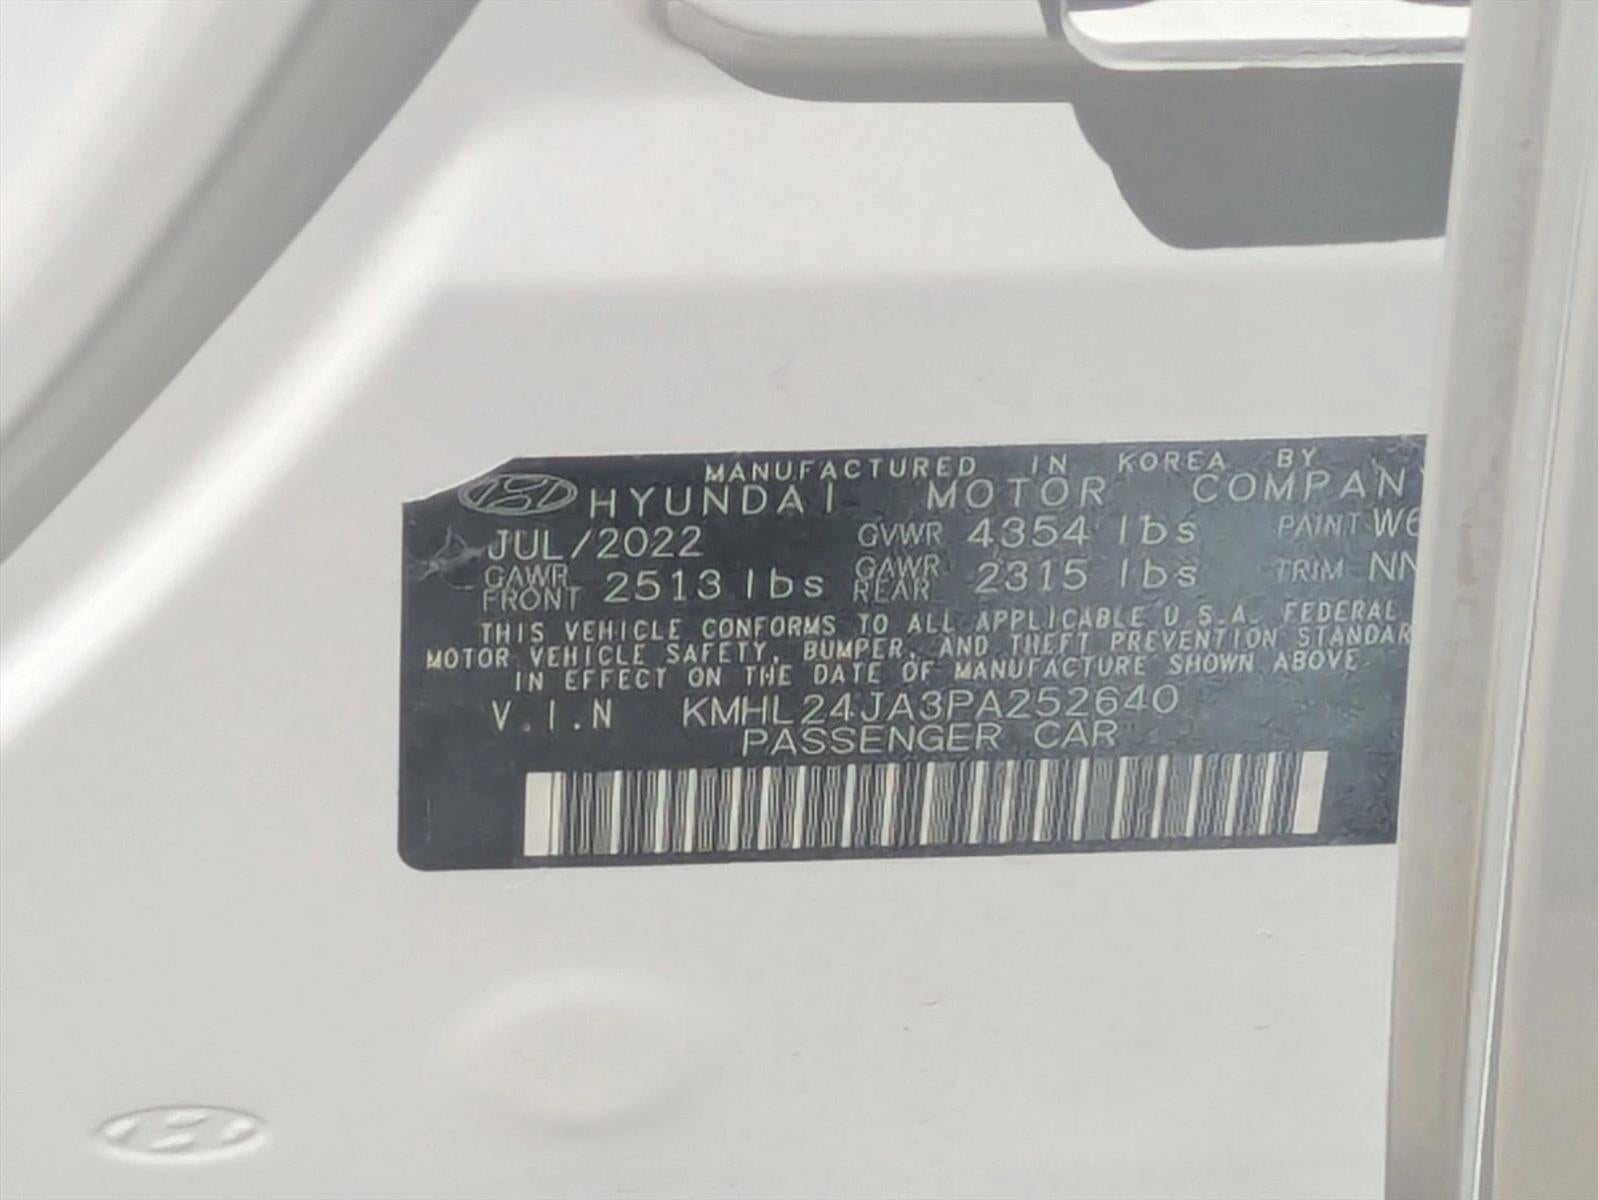 MANUFACTURED IN KOREA BY
HYUNDAI MOTOR COMPANY
JUL/2022 GVWR 4354 lbs PAINT W6
GAWR FRONT 2513 lbs GAWR REAR 2315 lbs TRIM NN
THIS VEHICLE CONFORMS TO ALL APPLICABLE U.S.A. FEDERAL
MOTOR VEHICLE SAFETY, BUMPER, AND THEFT PREVENTION STANDAR
IN EFFECT ON THE DATE OF MANUFACTURE SHOWN ABOVE.
V.I.N KMHL24JA3PA252640
PASSENGER CAR